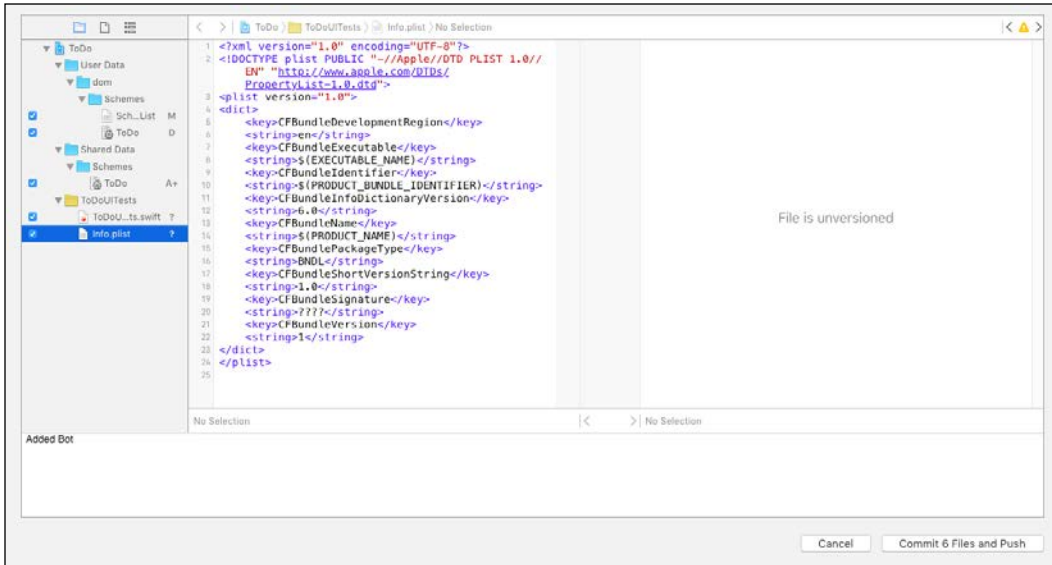 ToDo ToDoUITests Info.plist No Selection
ToDo
User Data
dom
Schemes
Sch...List M
ToDo D
Shared Data
Schemes
ToDo A+
ToDoUITests
ToDoU...ts.swift ?
Info.plist ?
1 <?xml version="1.0" encoding="UTF-8"?>
2 <!DOCTYPE plist PUBLIC "-//Apple//DTD PLIST 1.0//
EN" "http://www.apple.com/DTDs/
PropertyList-1.0.dtd">
3 <plist version="1.0">
4 <dict>
5 <key>CFBundleDevelopmentRegion</key>
6 <string>en</string>
7 <key>CFBundleExecutable</key>
8 <string>$(EXECUTABLE_NAME)</string>
9 <key>CFBundleIdentifier</key>
10 <string>$(PRODUCT_BUNDLE_IDENTIFIER)</string>
11 <key>CFBundleInfoDictionaryVersion</key>
12 <string>6.0</string>
13 <key>CFBundleName</key>
14 <string>$(PRODUCT_NAME)</string>
15 <key>CFBundlePackageType</key>
16 <string>BNDL</string>
17 <key>CFBundleShortVersionString</key>
18 <string>1.0</string>
19 <key>CFBundleSignature</key>
20 <string>????</string>
21 <key>CFBundleVersion</key>
22 <string>1</string>
23 </dict>
24 </plist>
25
File is unversioned
No Selection
No Selection
Added Bot
Cancel
Commit 6 Files and Push